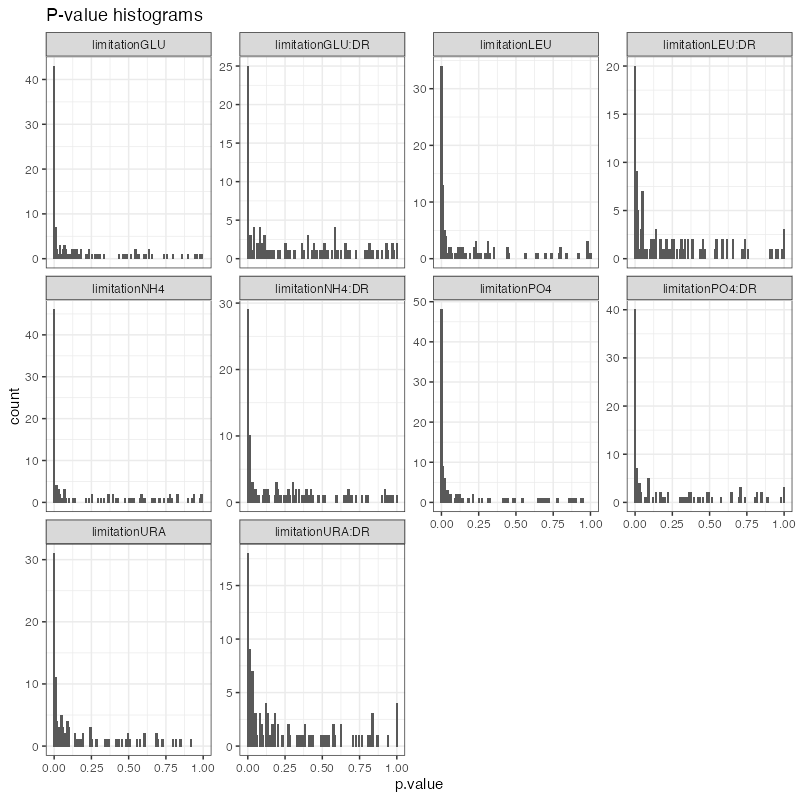 P-value histograms
limitationGLU limitationGLU:DR limitationLEU limitationLEU:DR
40 30 20 10 0
25 20 15 10 5 0
30 20 10 0
20 15 10 5 0
limitationNH4 limitationNH4:DR limitationPO4 limitationPO4:DR
40 30 20 10 0
30 20 10 0
50 40 30 20 10 0
40 30 20 10 0
0.00 0.25 0.50 0.75 1.00 0.00 0.25 0.50 0.75 1.00
count
limitationURA limitationURA:DR
30 20 10 0
15 10 5 0
0.00 0.25 0.50 0.75 1.00 0.00 0.25 0.50 0.75 1.00
p.value